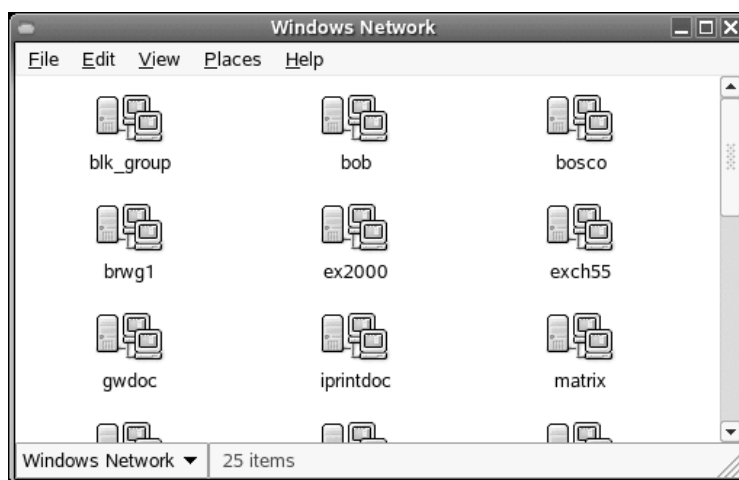 Windows Network
File Edit View Places Help
blk_group bob bosco
brwg1 ex2000 exch55
gwdoc iprintdoc matrix
Windows Network 25 items